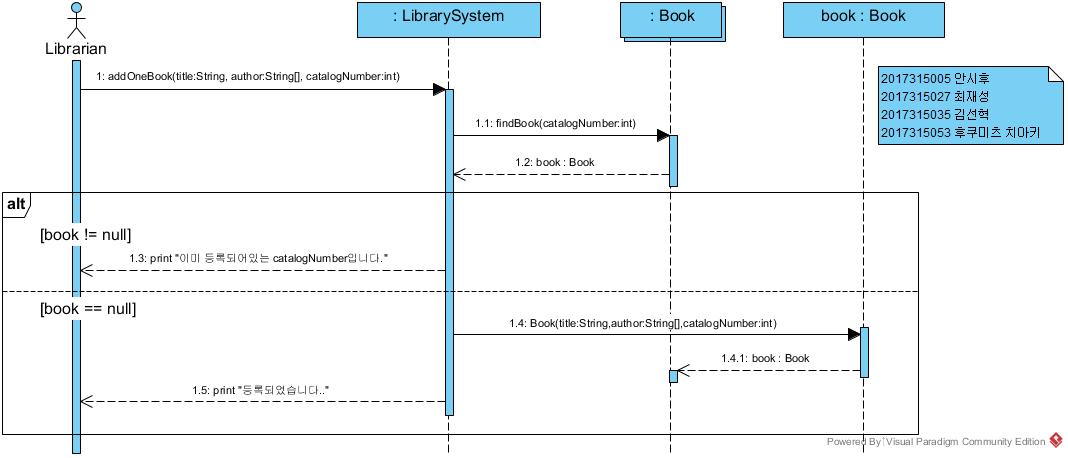 : LibrarySystem
: Book
book : Book
Librarian
1: addOneBook(title:String, author:String[], catalogNumber:int)
2017315005 안시후
2017315027 최재성
2017315035 김선혁
2017315053 후쿠미츠 치아키
1.1: findBook(catalogNumber:int)
1.2: book : Book
alt
[book != null]
1.3: print "이미 등록되어있는 catalogNumber입니다."
[book == null]
1.4: Book(title:String,author:String[],catalogNumber:int)
1.4.1: book : Book
1.5: print "등록되었습니다.."
Powered By Visual Paradigm Community Edition